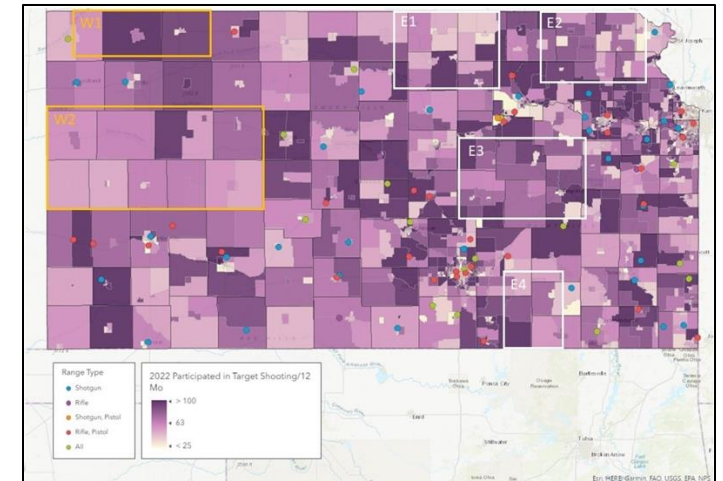 W1
E1
E2
W2
E3
E4
Range Type
Shotgun
Rifle
Shotgun, Pistol
Rifle, Pistol
All
2022 Participated in Target Shooting/12
Mo
> 100
63
< 25
Ponca City
Enid
Stillwater
Tulsa
Bartlesville
Broken Arrow
Esri, HERE, Garmin, FAO, USGS, EPA, NPS